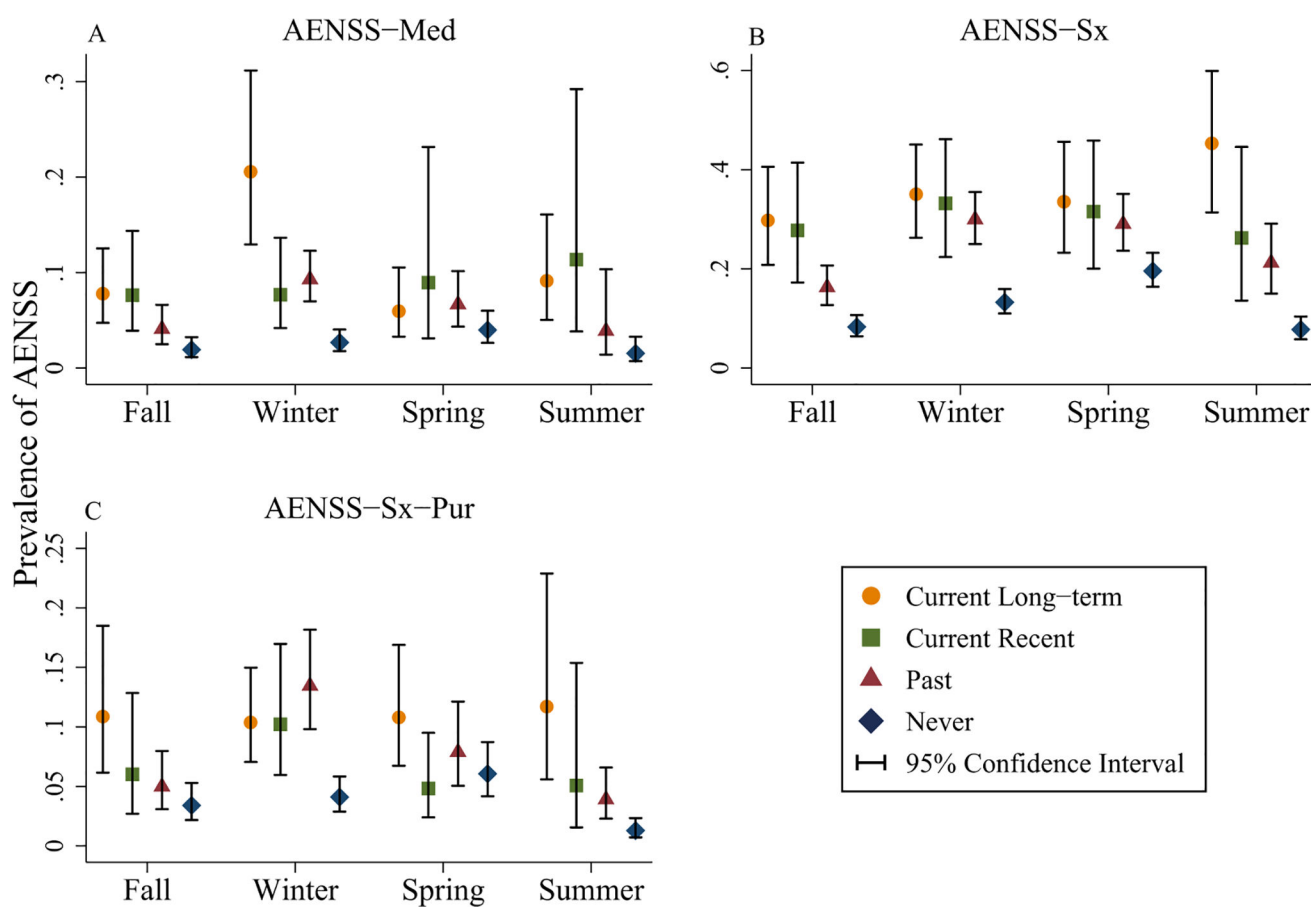 A
AENSS−Med
B
AENSS−Sx
Prevalence of AENSS
.3
.2
.1
0
Fall Winter Spring Summer
.6
.4
.2
0
Fall Winter Spring Summer
C
AENSS−Sx−Pur
.25
.2
.15
.1
.05
0
Fall Winter Spring Summer
Current Long−term
Current Recent
Past
Never
95% Confidence Interval